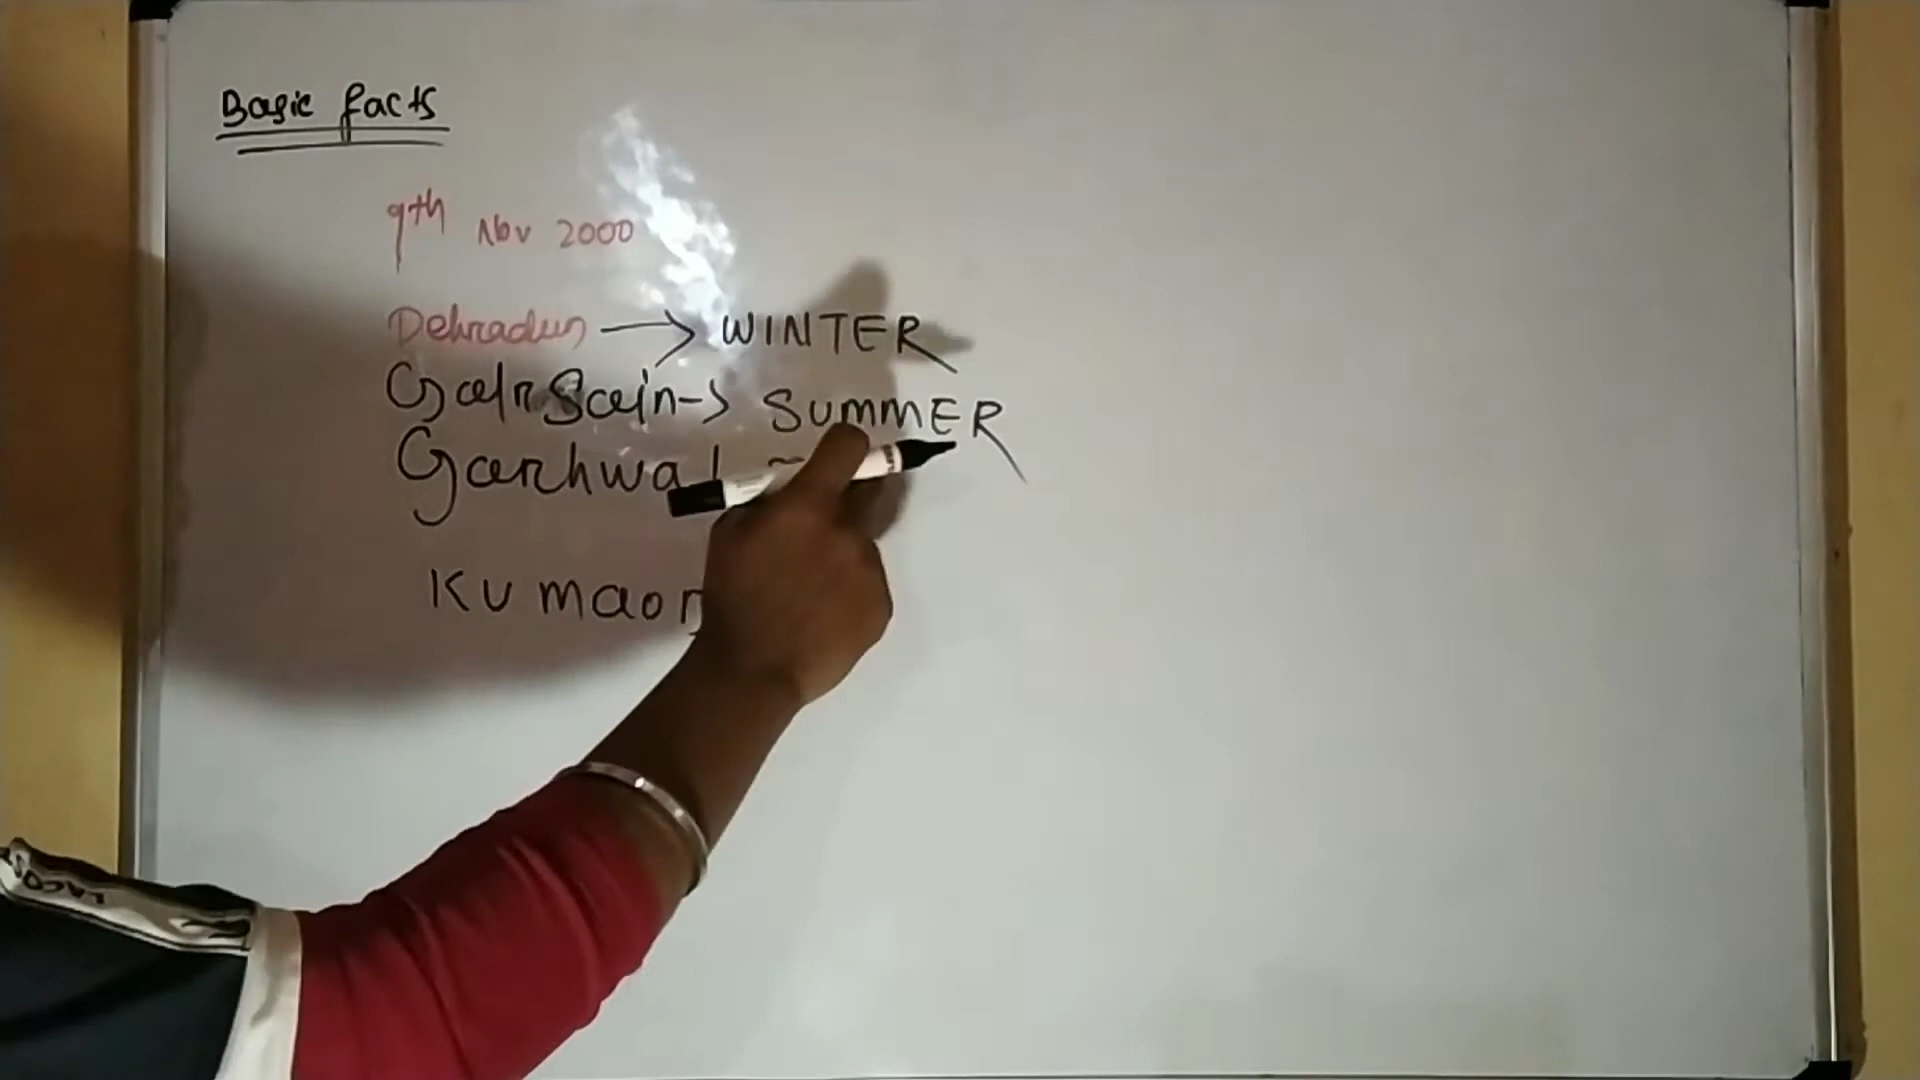 Basic facts
9th Nov 2000
Dehradun → WINTER
GairSain -> SUMMER
Garhwal
Kumaon